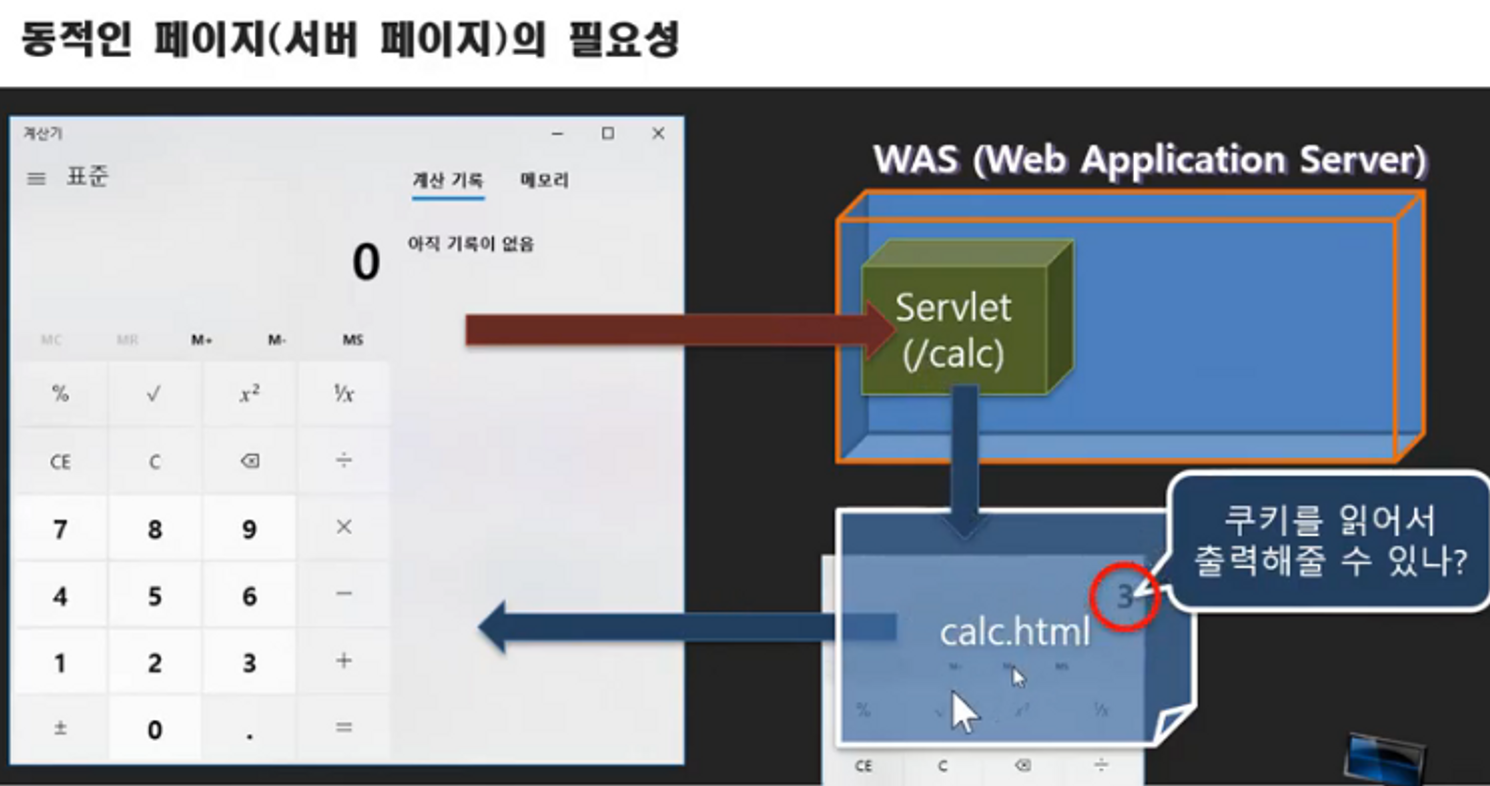 동적인 페이지(서버 페이지)의 필요성
계산기
표준
계산 기록 메모리
0
아직 기록이 없음
MC MR M+ M- MS
% √ x² ⅟x
CE C ÷
7 8 9 ×
4 5 6 −
1 2 3 +
± 0 . =
WAS (Web Application Server)
Servlet
(/calc)
쿠키를 읽어서
출력해줄 수 있나?
3
calc.html
M- MS
% √ x² ⅟x
CE C ÷